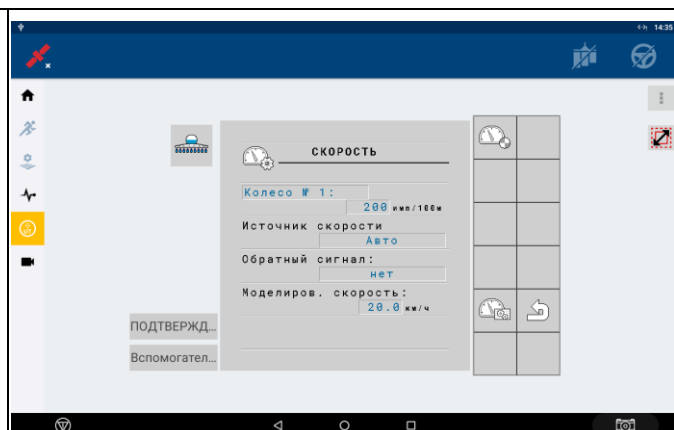 14:35
СКОРОСТЬ
Колесо № 1:
200 имп/100м
Источник скорости
Авто
Обратный сигнал:
нет
Моделиров. скорость:
20.0 км/ч
ПОДТВЕРЖД...
Вспомогател...